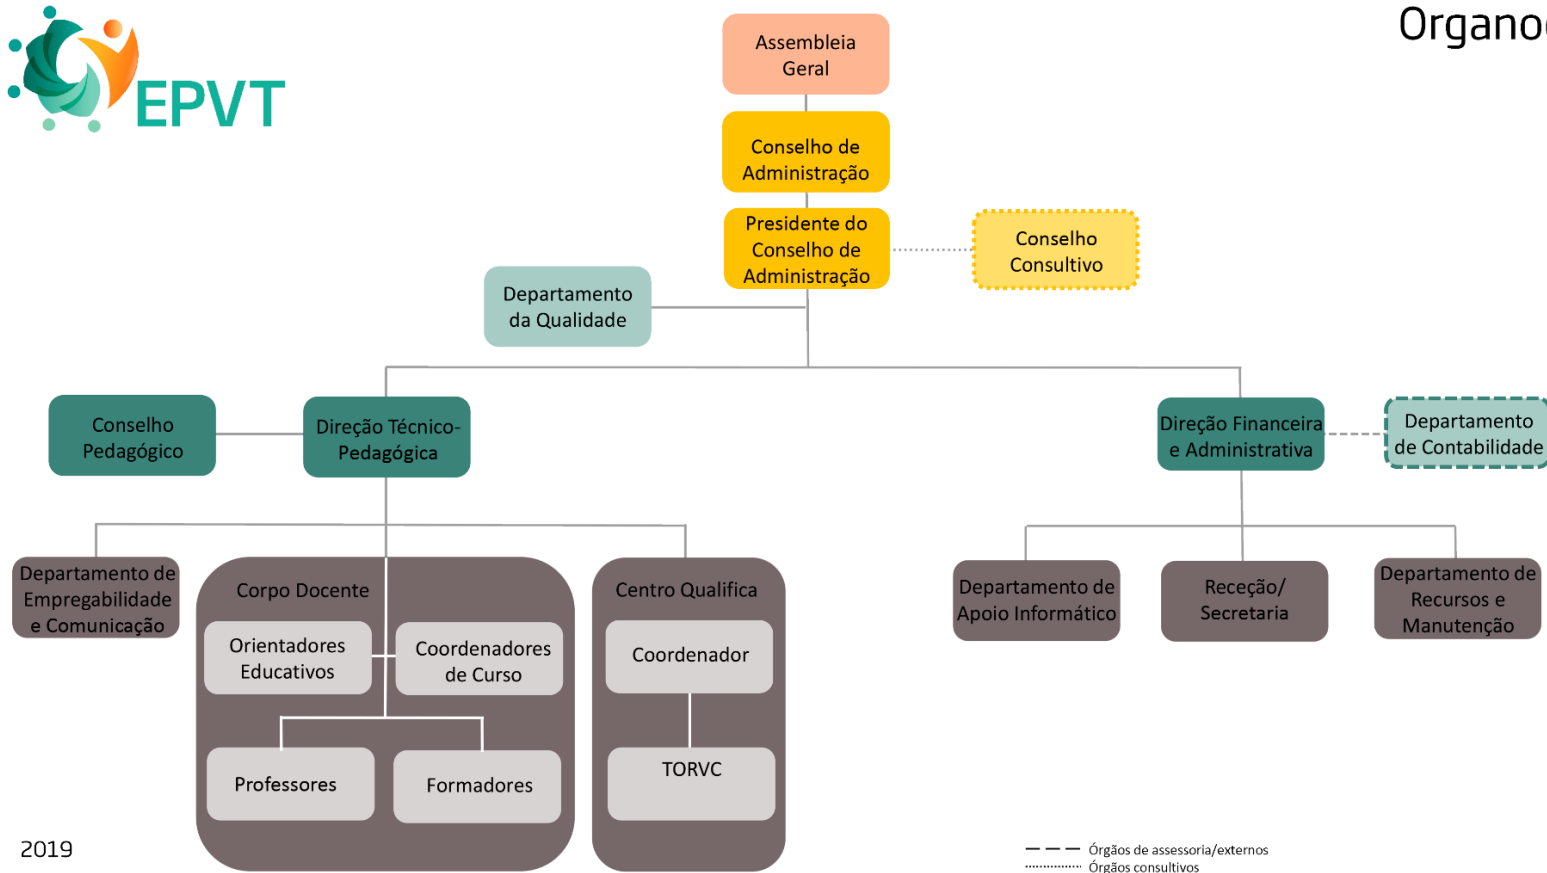 Assembleia
Geral
EPVT
Conselho de
Administração
Presidente do
Conselho de
Administração
Conselho
Consultivo
Departamento
da Qualidade
Conselho
Pedagógico
Direção Técnico-
Pedagógica
Direção Financeira
e Administrativa
Departamento
de Contabilidade
Departamento de
Empregabilidade
e Comunicação
Corpo Docente
Orientadores
Educativos
Coordenadores
de Curso
Professores
Formadores
Centro Qualifica
Coordenador
TORVC
Departamento de
Apoio Informático
Receção/
Secretaria
Departamento de
Recursos e
Manutenção
2019
Órgãos de assessoria/externos
Órgãos consultivos